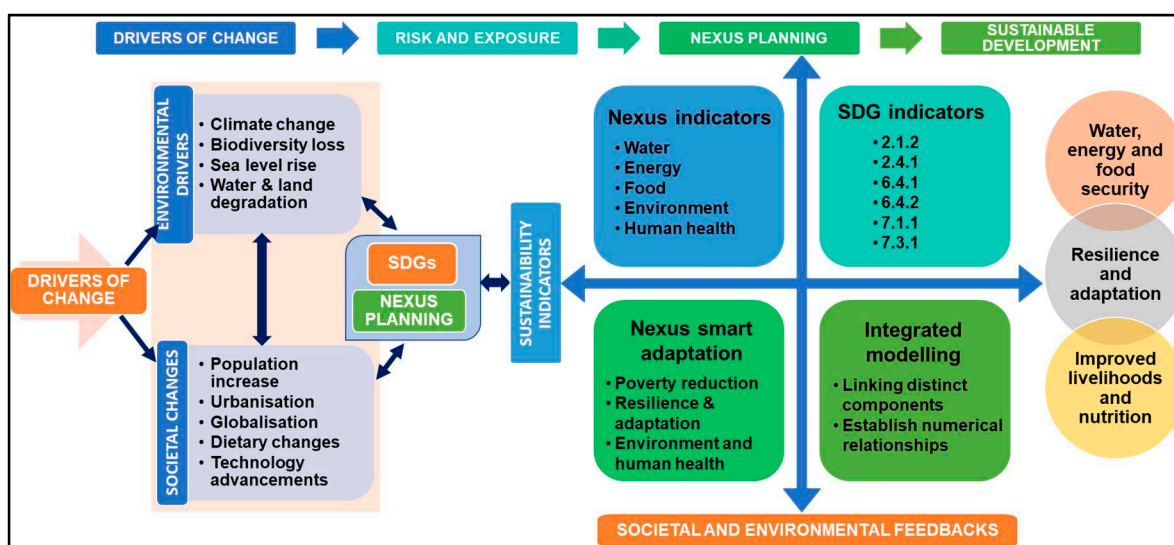 DRIVERS OF CHANGE
RISK AND EXPOSURE
NEXUS PLANNING
SUSTAINABLE
DEVELOPMENT
ENVIRONMENTAL
DRIVERS
• Climate change
• Biodiversity loss
• Sea level rise
• Water & land
degradation
DRIVERS OF
CHANGE
SOCIETAL CHANGES
• Population
increase
• Urbanisation
• Globalisation
• Dietary changes
• Technology
advancements
SDGs
NEXUS
PLANNING
SUSTAINAIBILITY
INDICATORS
Nexus indicators
• Water
• Energy
• Food
• Environment
• Human health
SDG indicators
• 2.1.2
• 2.4.1
• 6.4.1
• 6.4.2
• 7.1.1
• 7.3.1
Nexus smart
adaptation
• Poverty reduction
• Resilience &
adaptation
• Environment and
human health
Integrated
modelling
• Linking distinct
components
• Establish numerical
relationships
SOCIETAL AND ENVIRONMENTAL FEEDBACKS
Water,
energy and
food
security
Resilience
and
adaptation
Improved
livelihoods
and
nutrition